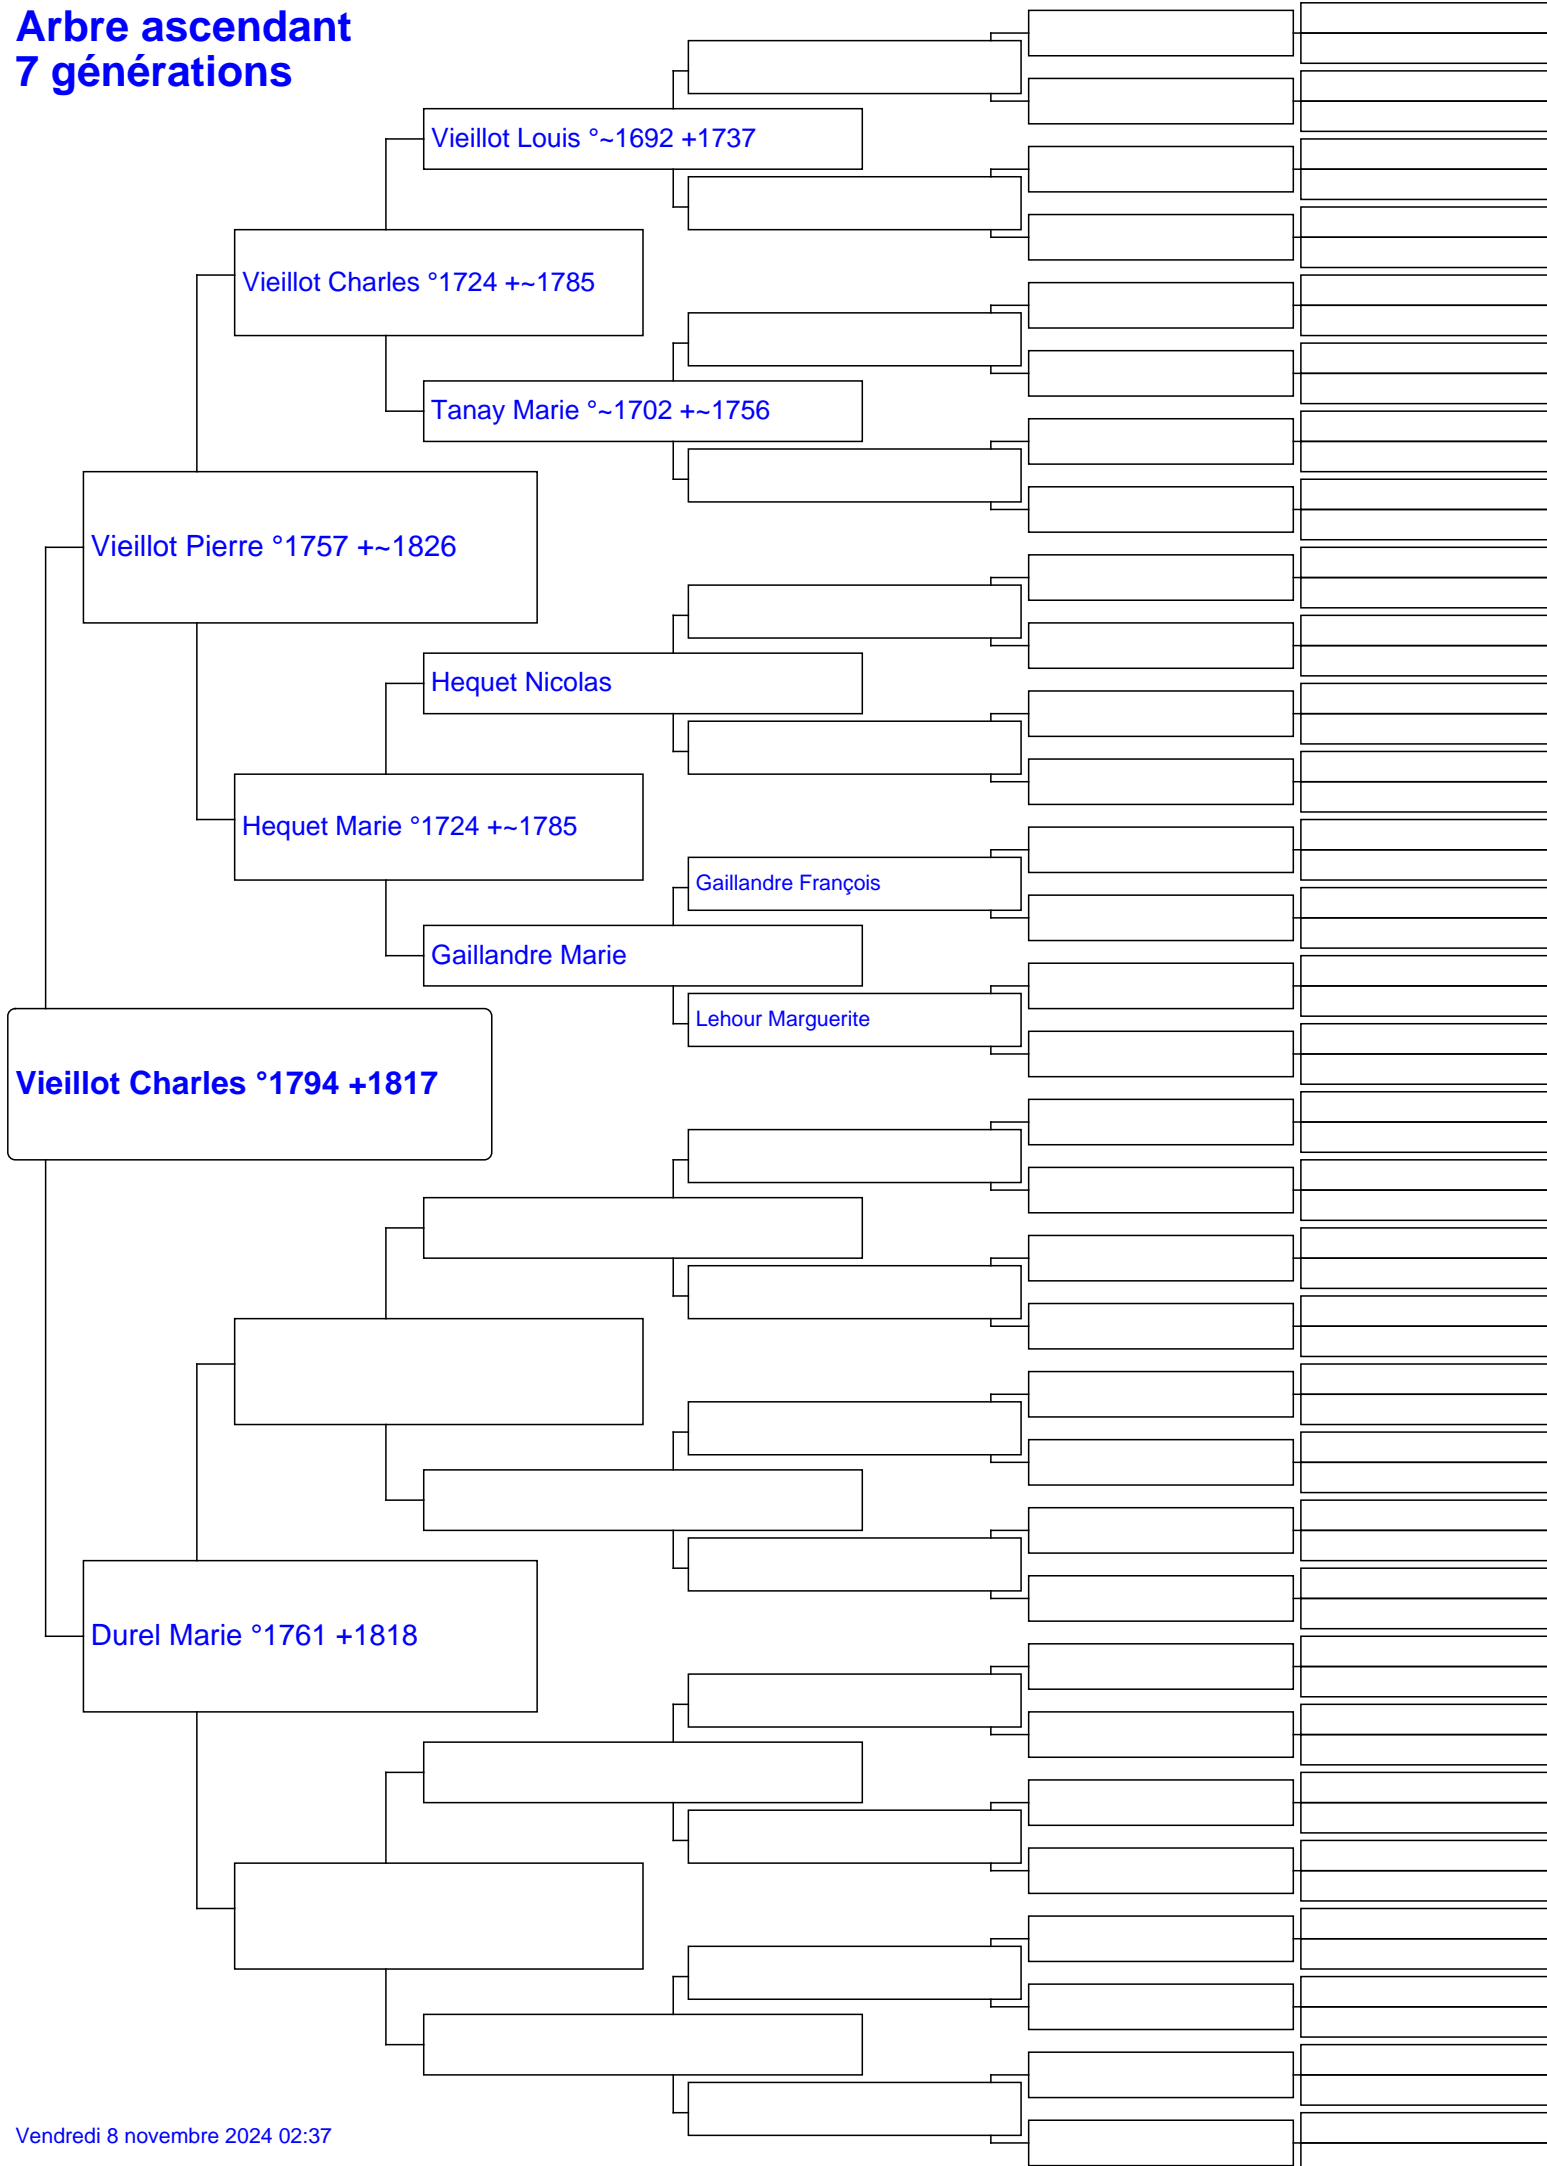 Arbre ascendant
7 générations
Vieillot Louis °~1692 +1737
Vieillot Charles °1724 +~1785
Tanay Marie °~1702 +~1756
Vieillot Pierre °1757 +~1826
Hequet Nicolas
Hequet Marie °1724 +~1785
Gaillandre François
Gaillandre Marie
Lehour Marguerite
Vieillot Charles °1794 +1817
Durel Marie °1761 +1818
Vendredi 8 novembre 2024 02:37